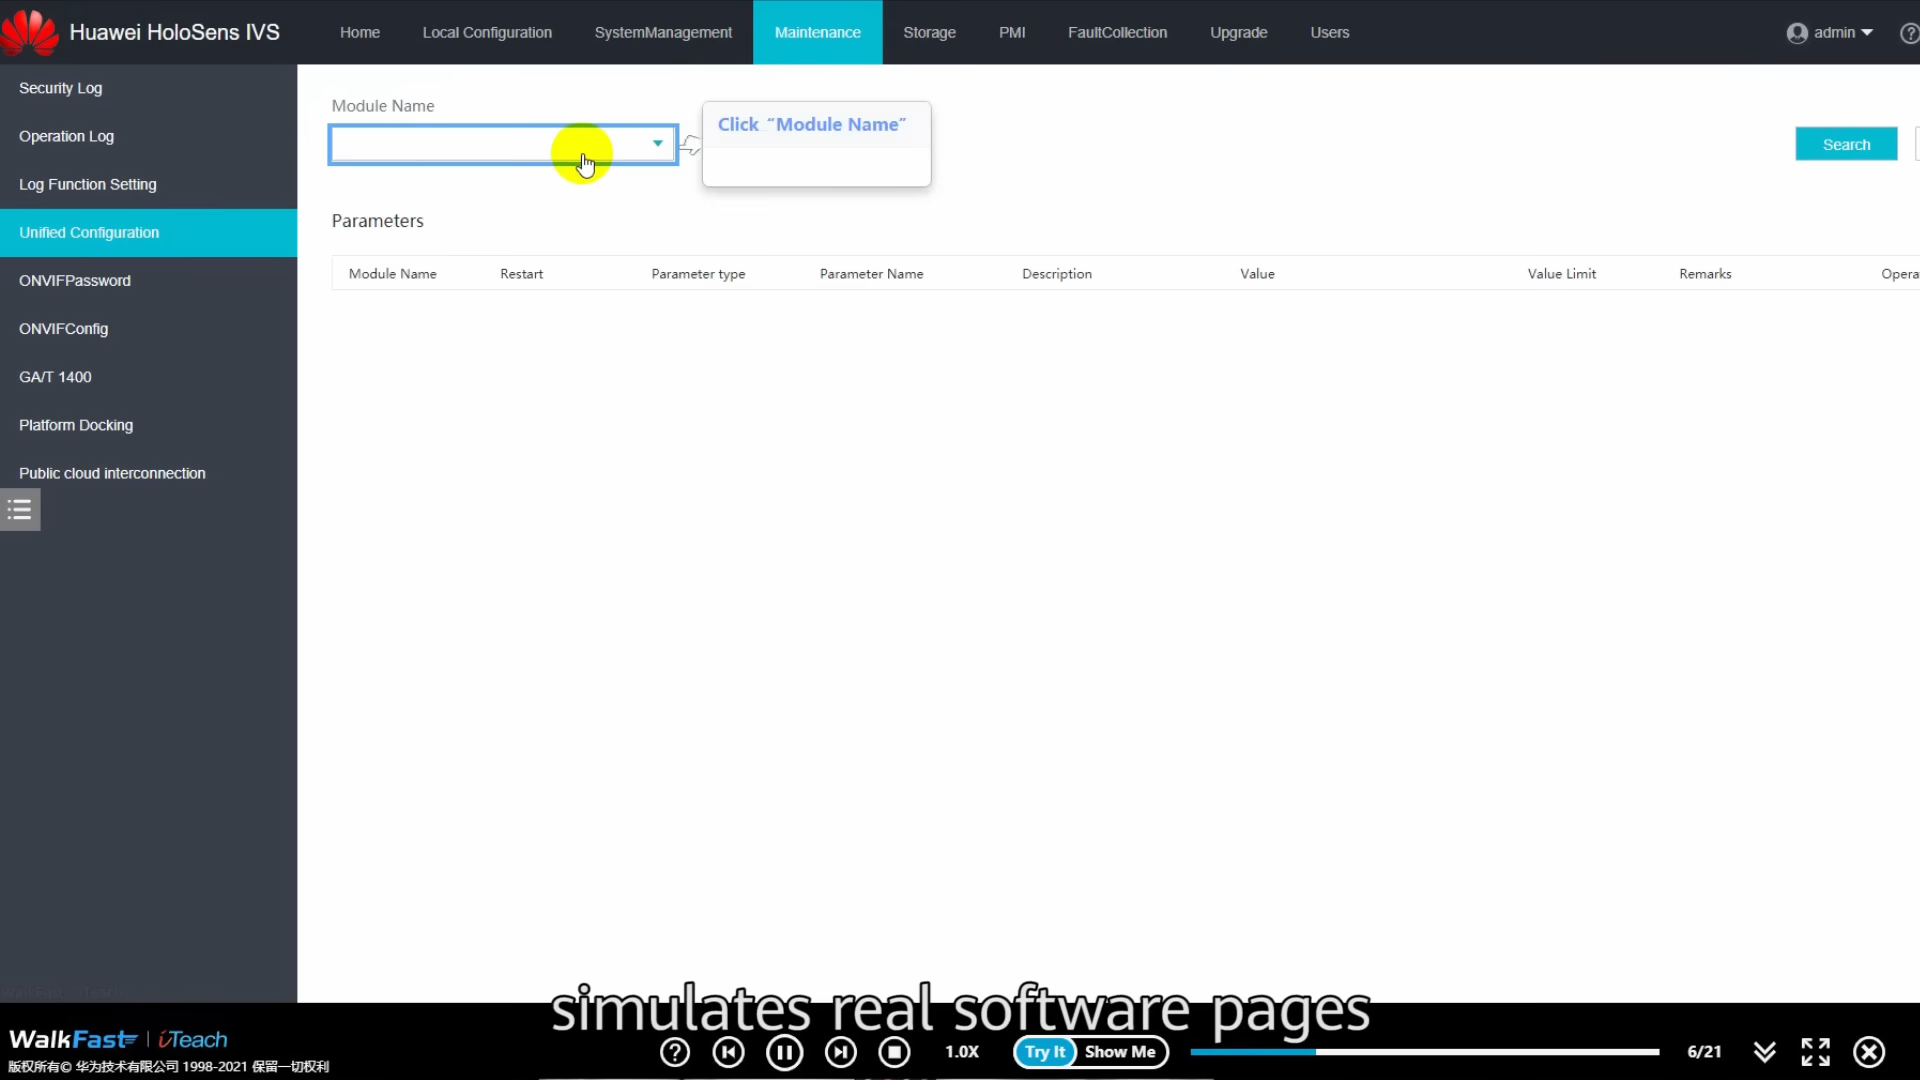 Huawei HoloSens IVS
Home Local Configuration SystemManagement Maintenance Storage PMI FaultCollection Upgrade Users
admin
?
Security Log
Operation Log
Log Function Setting
Unified Configuration
ONVIFPassword
ONVIFConfig
GA/T 1400
Platform Docking
Public cloud interconnection
Module Name
Click “Module Name”
Search
Parameters
Module Name Restart Parameter type Parameter Name Description Value Value Limit Remarks Opera
simulates real software pages
WalkFast | iTeach
版权所有© 华为技术有限公司 1998-2021 保留一切权利
? 1.0X Try It Show Me 6/21